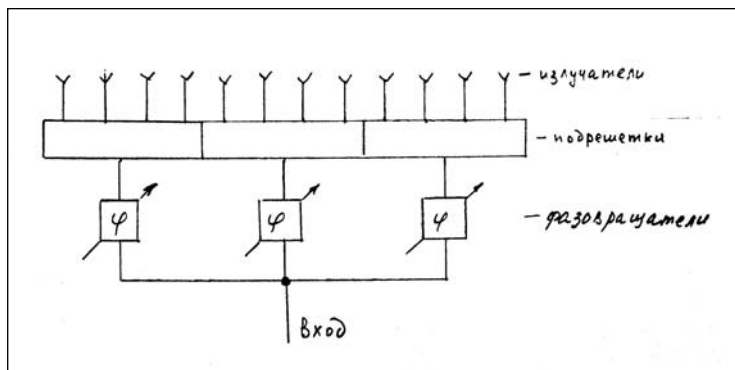 - излучатели
- подрешетки
φ φ φ - фазовращатели
вход